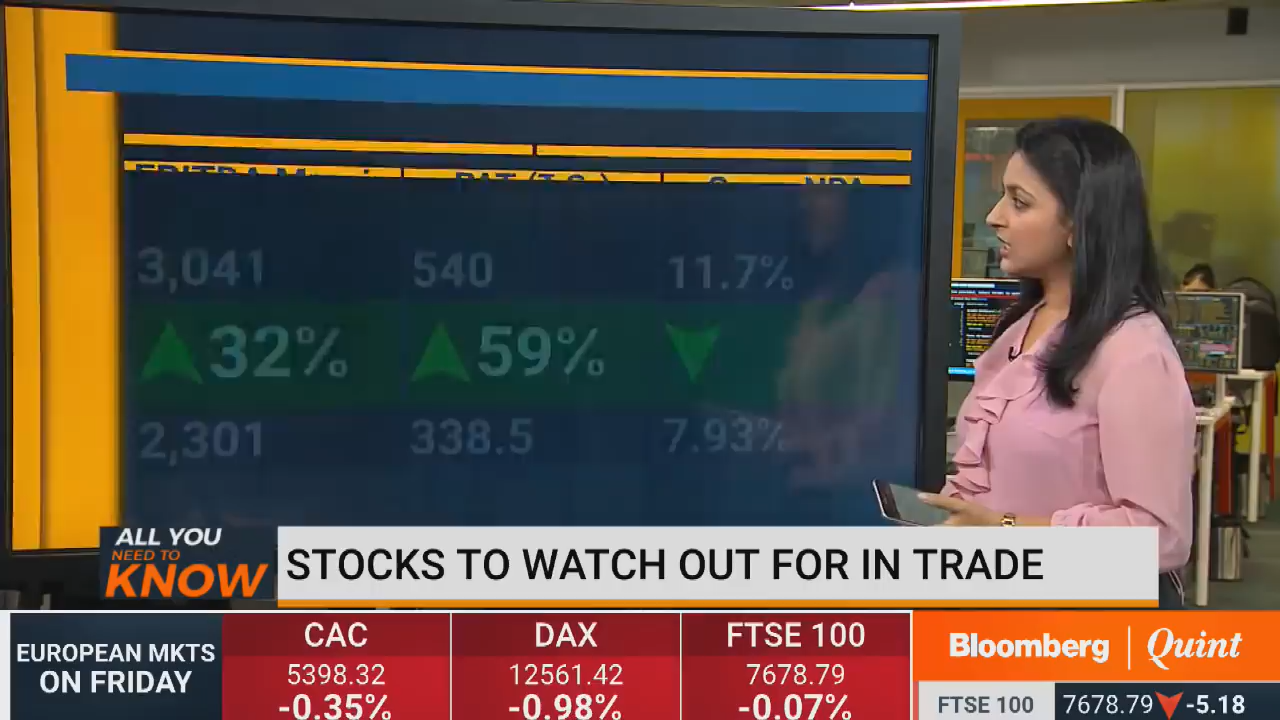 3,041 540 11.7%
32% 59%
2,301 338.5 7.93%
ALL YOU
NEED TO
KNOW
STOCKS TO WATCH OUT FOR IN TRADE
EUROPEAN MKTS
ON FRIDAY
CAC
5398.32
-0.35%
DAX
12561.42
-0.98%
FTSE 100
7678.79
-0.07%
Bloomberg | Quint
FTSE 100 7678.79 -5.18